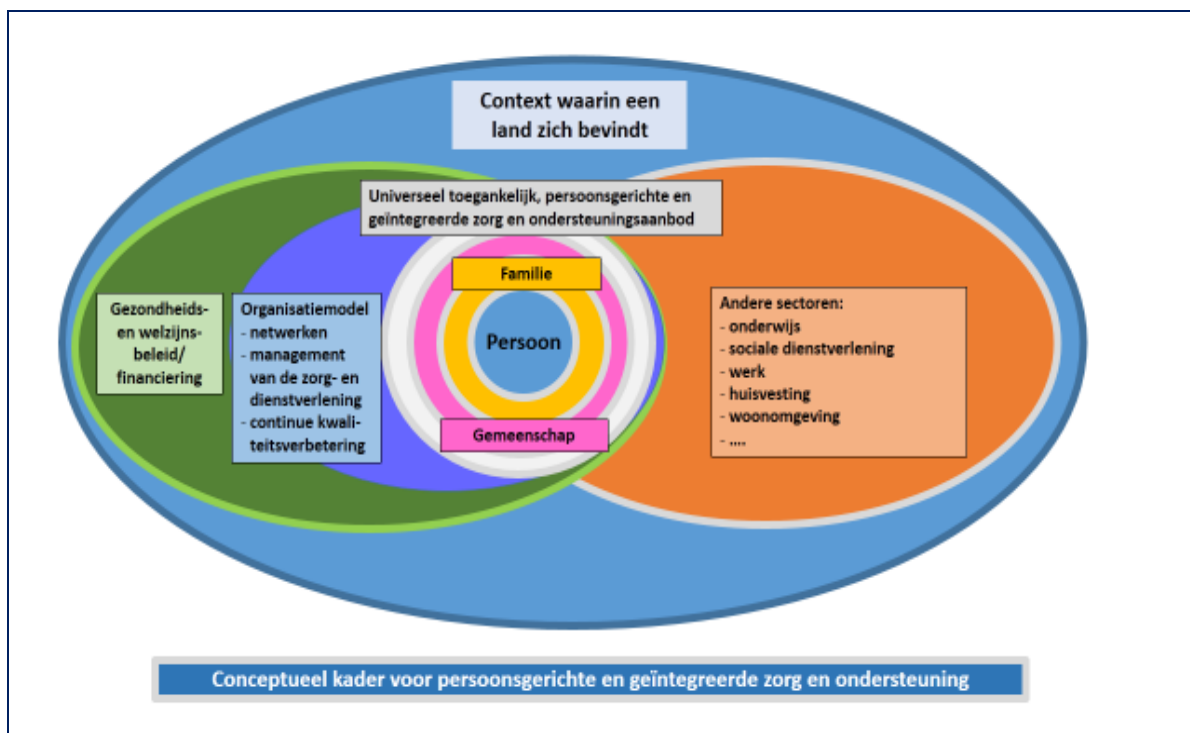 Context waarin een
land zich bevindt
Universeel toegankelijk, persoonsgerichte en
geïntegreerde zorg en ondersteuningsaanbod
Familie
Persoon
Gemeenschap
Gezondheids-
en welzijns-
beleid/
financiering
Organisatiemodel
- netwerken
- management
van de zorg- en
dienstverlening
- continue kwali-
teitsverbetering
Andere sectoren:
- onderwijs
- sociale dienstverlening
- werk
- huisvesting
- woonomgeving
- ....
Conceptueel kader voor persoonsgerichte en geïntegreerde zorg en ondersteuning